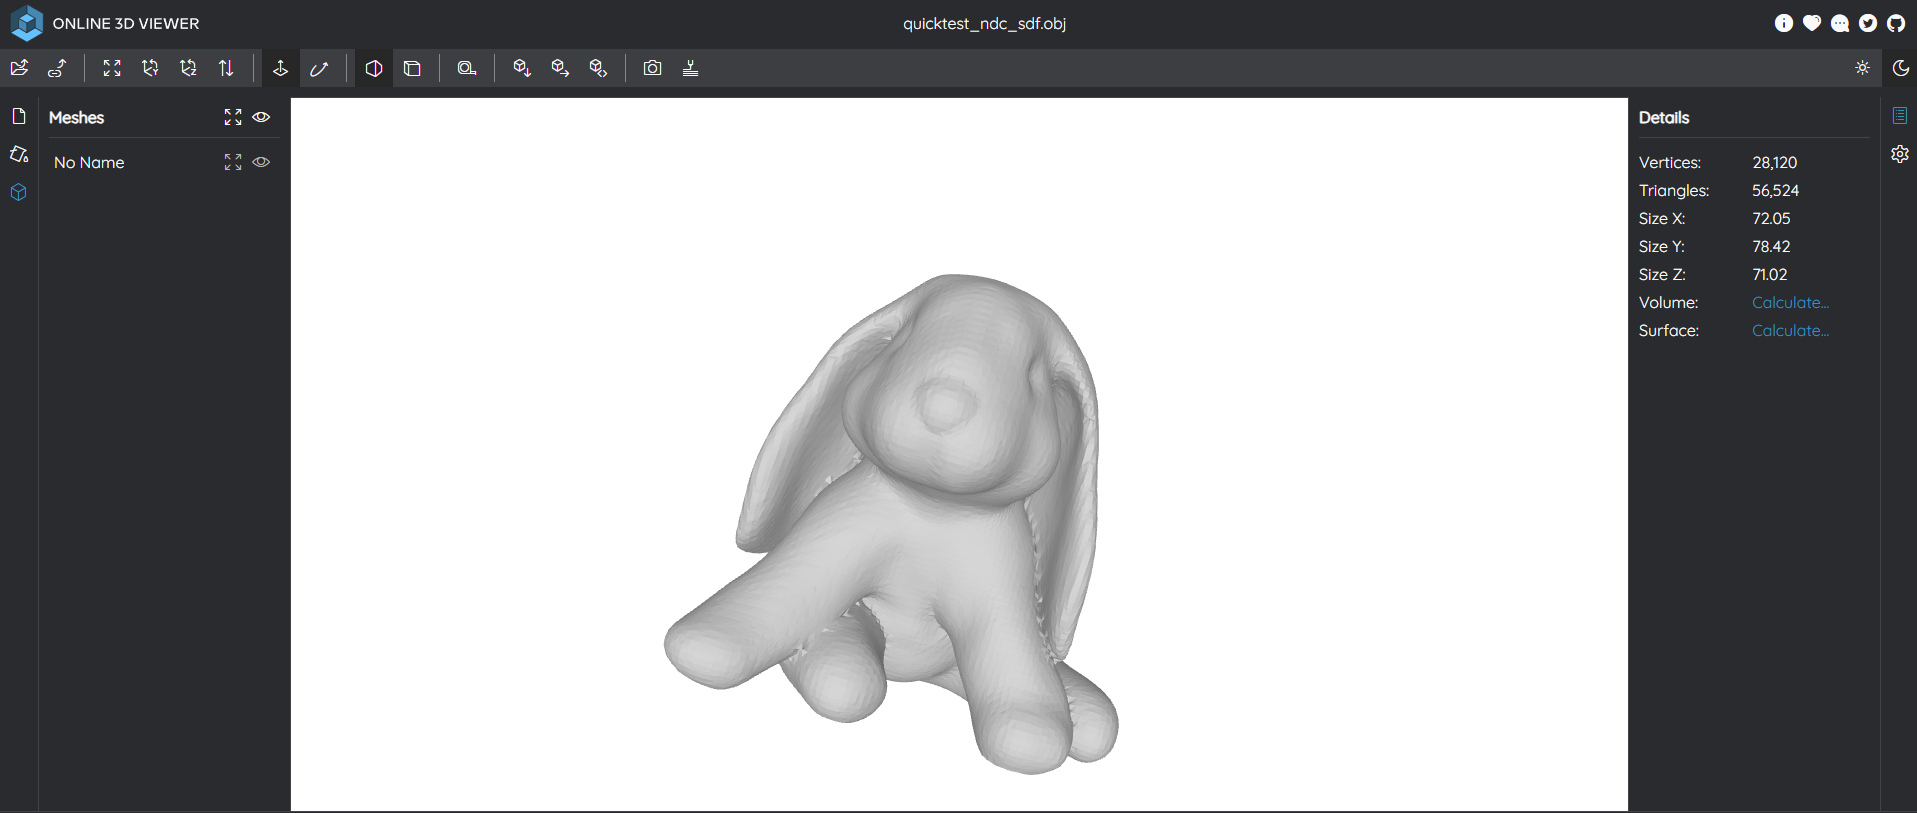 ONLINE 3D VIEWER
quicktest_ndc_sdf.obj
Meshes
No Name
Details
Vertices: 28,120
Triangles: 56,524
Size X: 72.05
Size Y: 78.42
Size Z: 71.02
Volume: Calculate...
Surface: Calculate...